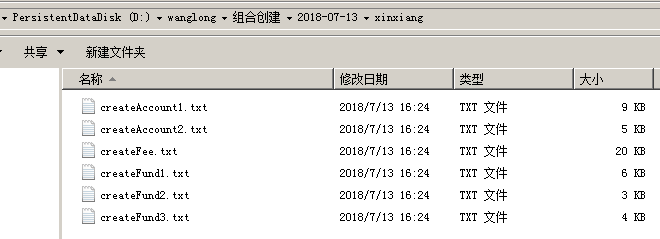 PersistentDataDisk (D:) ▾ wanglong ▾ 组合创建 ▾ 2018-07-13 ▾ xinxiang
共享 ▾ 新建文件夹
名称 修改日期 类型 大小
createAccount1.txt 2018/7/13 16:24 TXT 文件 9 KB
createAccount2.txt 2018/7/13 16:24 TXT 文件 5 KB
createFee.txt 2018/7/13 16:24 TXT 文件 20 KB
createFund1.txt 2018/7/13 16:24 TXT 文件 6 KB
createFund2.txt 2018/7/13 16:24 TXT 文件 3 KB
createFund3.txt 2018/7/13 16:24 TXT 文件 4 KB